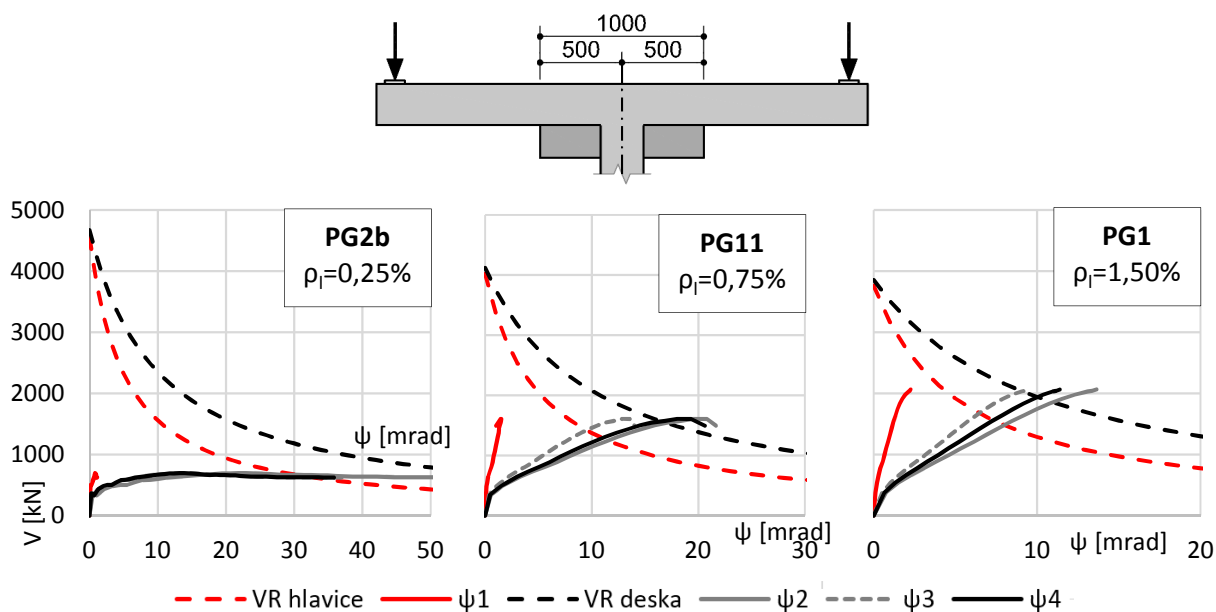 1000
500 500
5000
4000
3000
2000
1000
0
V [kN]
PG2b
ρl=0,25%
ψ [mrad]
0 10 20 30 40 50
PG11
ρl=0,75%
ψ [mrad]
0 10 20 30
PG1
ρl=1,50%
ψ [mrad]
0 10 20
VR hlavice ψ1 VR deska ψ2 ψ3 ψ4